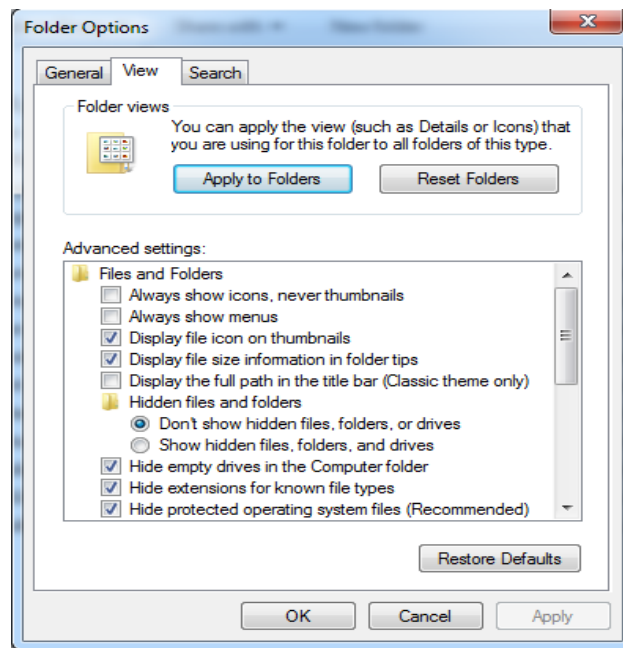 Folder Options
General View Search
Folder views
You can apply the view (such as Details or Icons) that
you are using for this folder to all folders of this type.
Apply to Folders Reset Folders
Advanced settings:
Files and Folders
Always show icons, never thumbnails
Always show menus
Display file icon on thumbnails
Display file size information in folder tips
Display the full path in the title bar (Classic theme only)
Hidden files and folders
Don't show hidden files, folders, or drives
Show hidden files, folders, and drives
Hide empty drives in the Computer folder
Hide extensions for known file types
Hide protected operating system files (Recommended)
Restore Defaults
OK Cancel Apply